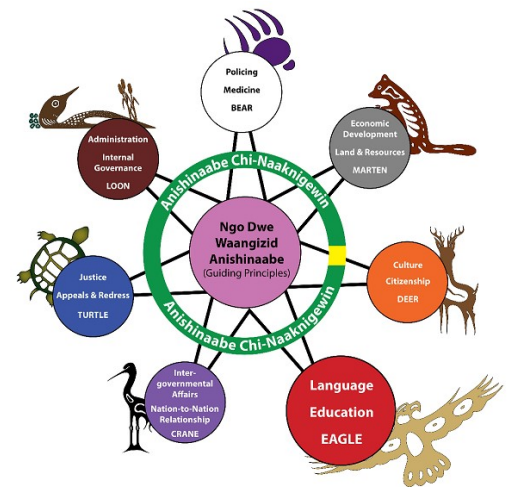 Policing
Medicine
BEAR
Administration
Internal
Governance
LOON
Economic
Development
Land & Resources
MARTEN
Anishinaabe Chi-Naaknigewin
Ngo Dwe
Waangizid
Anishinaabe
(Guiding Principles)
Justice
Appeals & Redress
TURTLE
Culture
Citizenship
DEER
Anishinaabe Chi-Naaknigewin
Inter-
governmental
Affairs
Nation-to-Nation
Relationship
CRANE
Language
Education
EAGLE